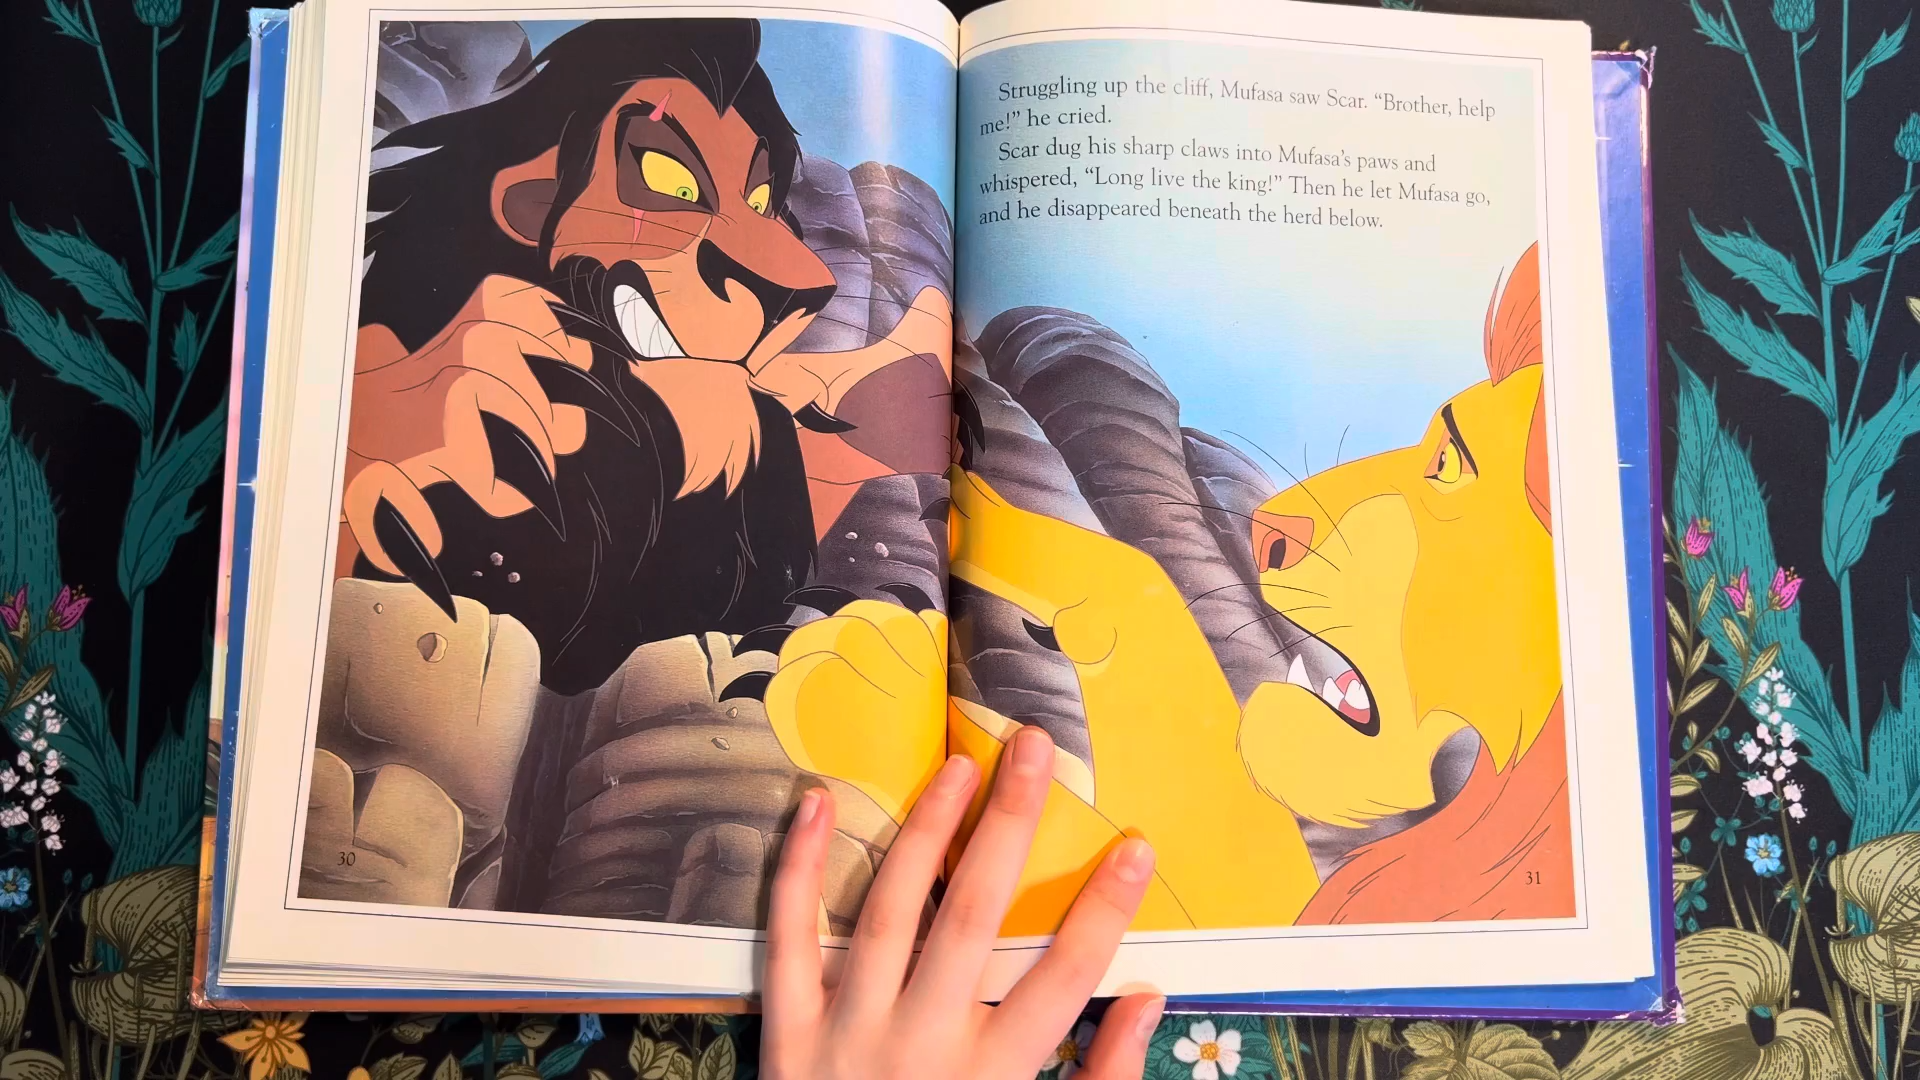 Struggling up the cliff, Mufasa saw Scar. “Brother, help
me!” he cried.
Scar dug his sharp claws into Mufasa’s paws and
whispered, “Long live the king!” Then he let Mufasa go,
and he disappeared beneath the herd below.
30
31